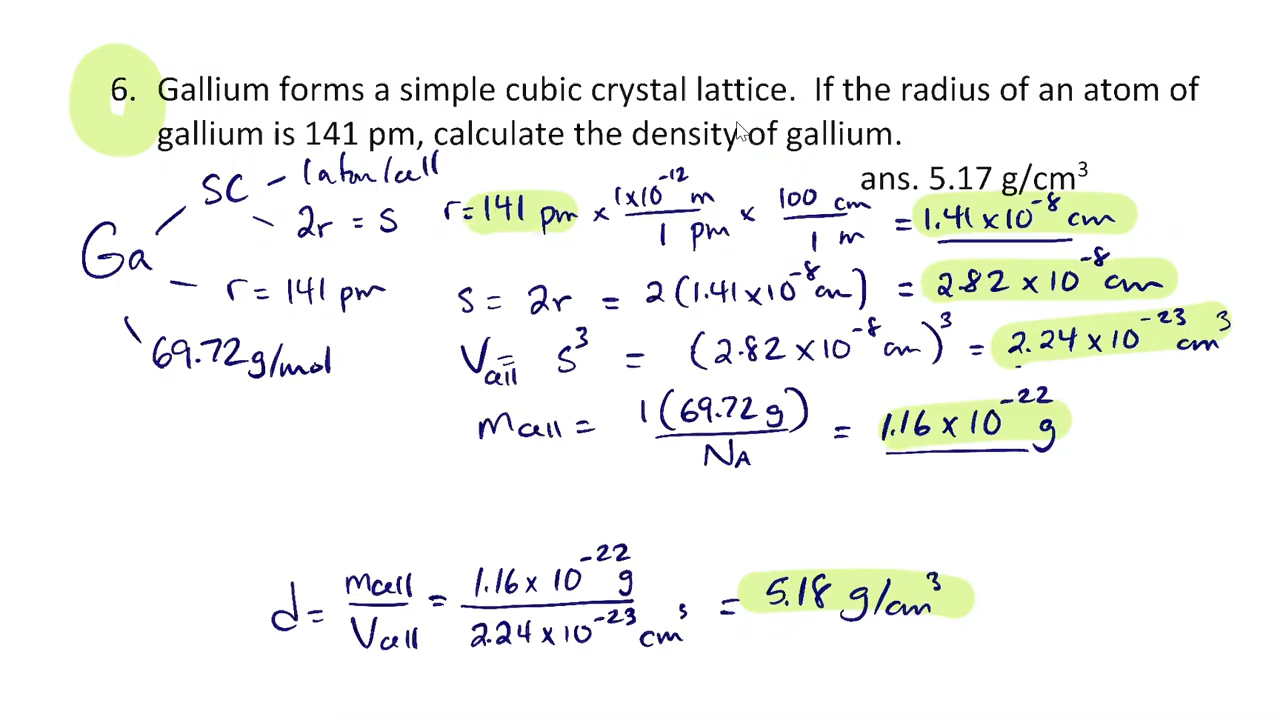 6. Gallium forms a simple cubic crystal lattice. If the radius of an atom of
gallium is 141 pm, calculate the density of gallium.
ans. 5.17 g/cm³
SC - 1 atom/cell
2r = s
Ga
r = 141 pm
69.72 g/mol
r = 141 pm × 1×10⁻¹² m / 1 pm × 100 cm / 1 m = 1.41 × 10⁻⁸ cm
s = 2r = 2(1.41×10⁻⁸ cm) = 2.82 × 10⁻⁸ cm
Vcell = s³ = (2.82 × 10⁻⁸ cm)³ = 2.24 × 10⁻²³ cm³
mcell = 1(69.72 g) / NA = 1.16 × 10⁻²² g
d = mcell / Vcell = 1.16 × 10⁻²² g / 2.24 × 10⁻²³ cm³ = 5.18 g/cm³